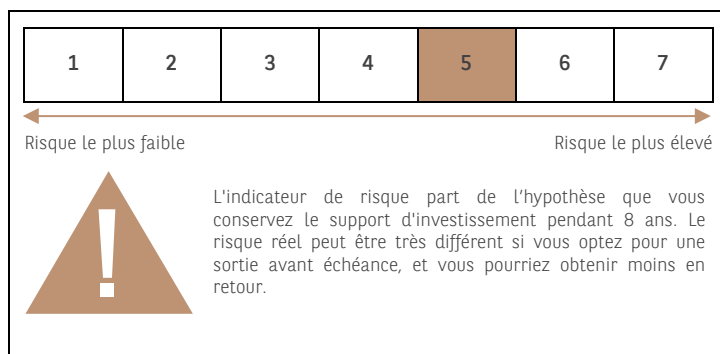 1 2 3 4 5 6 7
Risque le plus faible Risque le plus élevé
!
L'indicateur de risque part de l’hypothèse que vous
conservez le support d'investissement pendant 8 ans. Le
risque réel peut être très différent si vous optez pour une
sortie avant échéance, et vous pourriez obtenir moins en
retour.